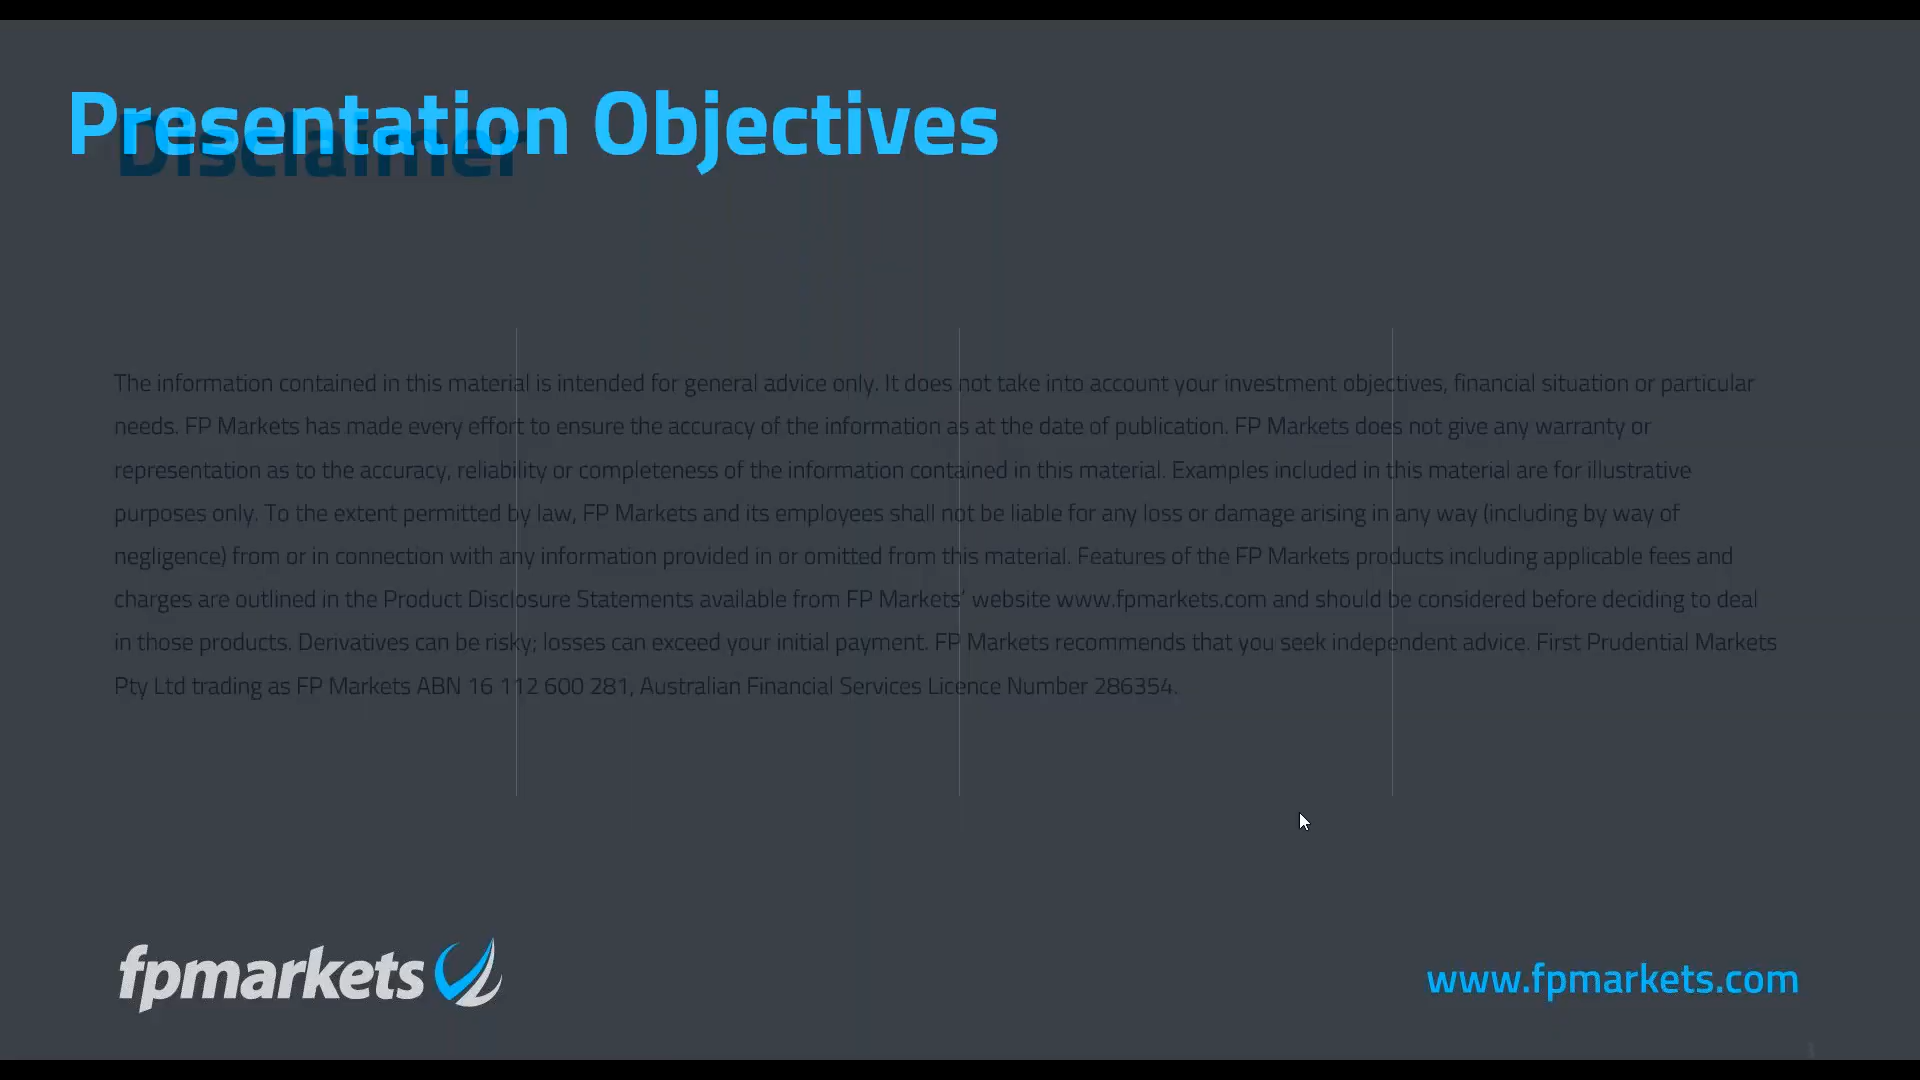 Presentation Objectives
Disclaimer
The information contained in this material is intended for general advice only. It does not take into account your investment objectives, financial situation or particular
needs. FP Markets has made every effort to ensure the accuracy of the information as at the date of publication. FP Markets does not give any warranty or
representation as to the accuracy, reliability or completeness of the information contained in this material. Examples included in this material are for illustrative
purposes only. To the extent permitted by law, FP Markets and its employees shall not be liable for any loss or damage arising in any way (including by way of
negligence) from or in connection with any information provided in or omitted from this material. Features of the FP Markets products including applicable fees and
charges are outlined in the Product Disclosure Statements available from FP Markets’ website www.fpmarkets.com and should be considered before deciding to deal
in those products. Derivatives can be risky; losses can exceed your initial payment. FP Markets recommends that you seek independent advice. First Prudential Markets
Pty Ltd trading as FP Markets ABN 16 112 600 281, Australian Financial Services Licence Number 286354.
fpmarkets
www.fpmarkets.com